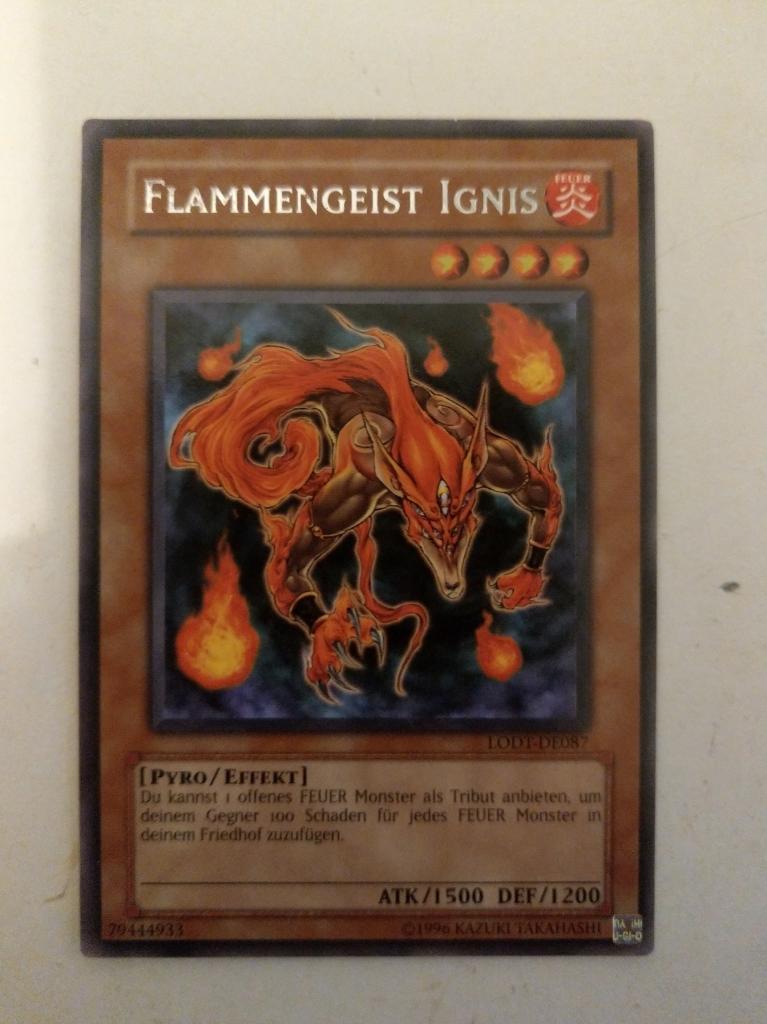 FLAMMENGEIST IGNIS
FEUER
炎
LODT-DE087
[PYRO/EFFEKT]
Du kannst 1 offenes FEUER Monster als Tribut anbieten, um
deinem Gegner 100 Schaden für jedes FEUER Monster in
deinem Friedhof zuzufügen.
ATK/1500 DEF/1200
79444933
©1996 KAZUKI TAKAHASHI